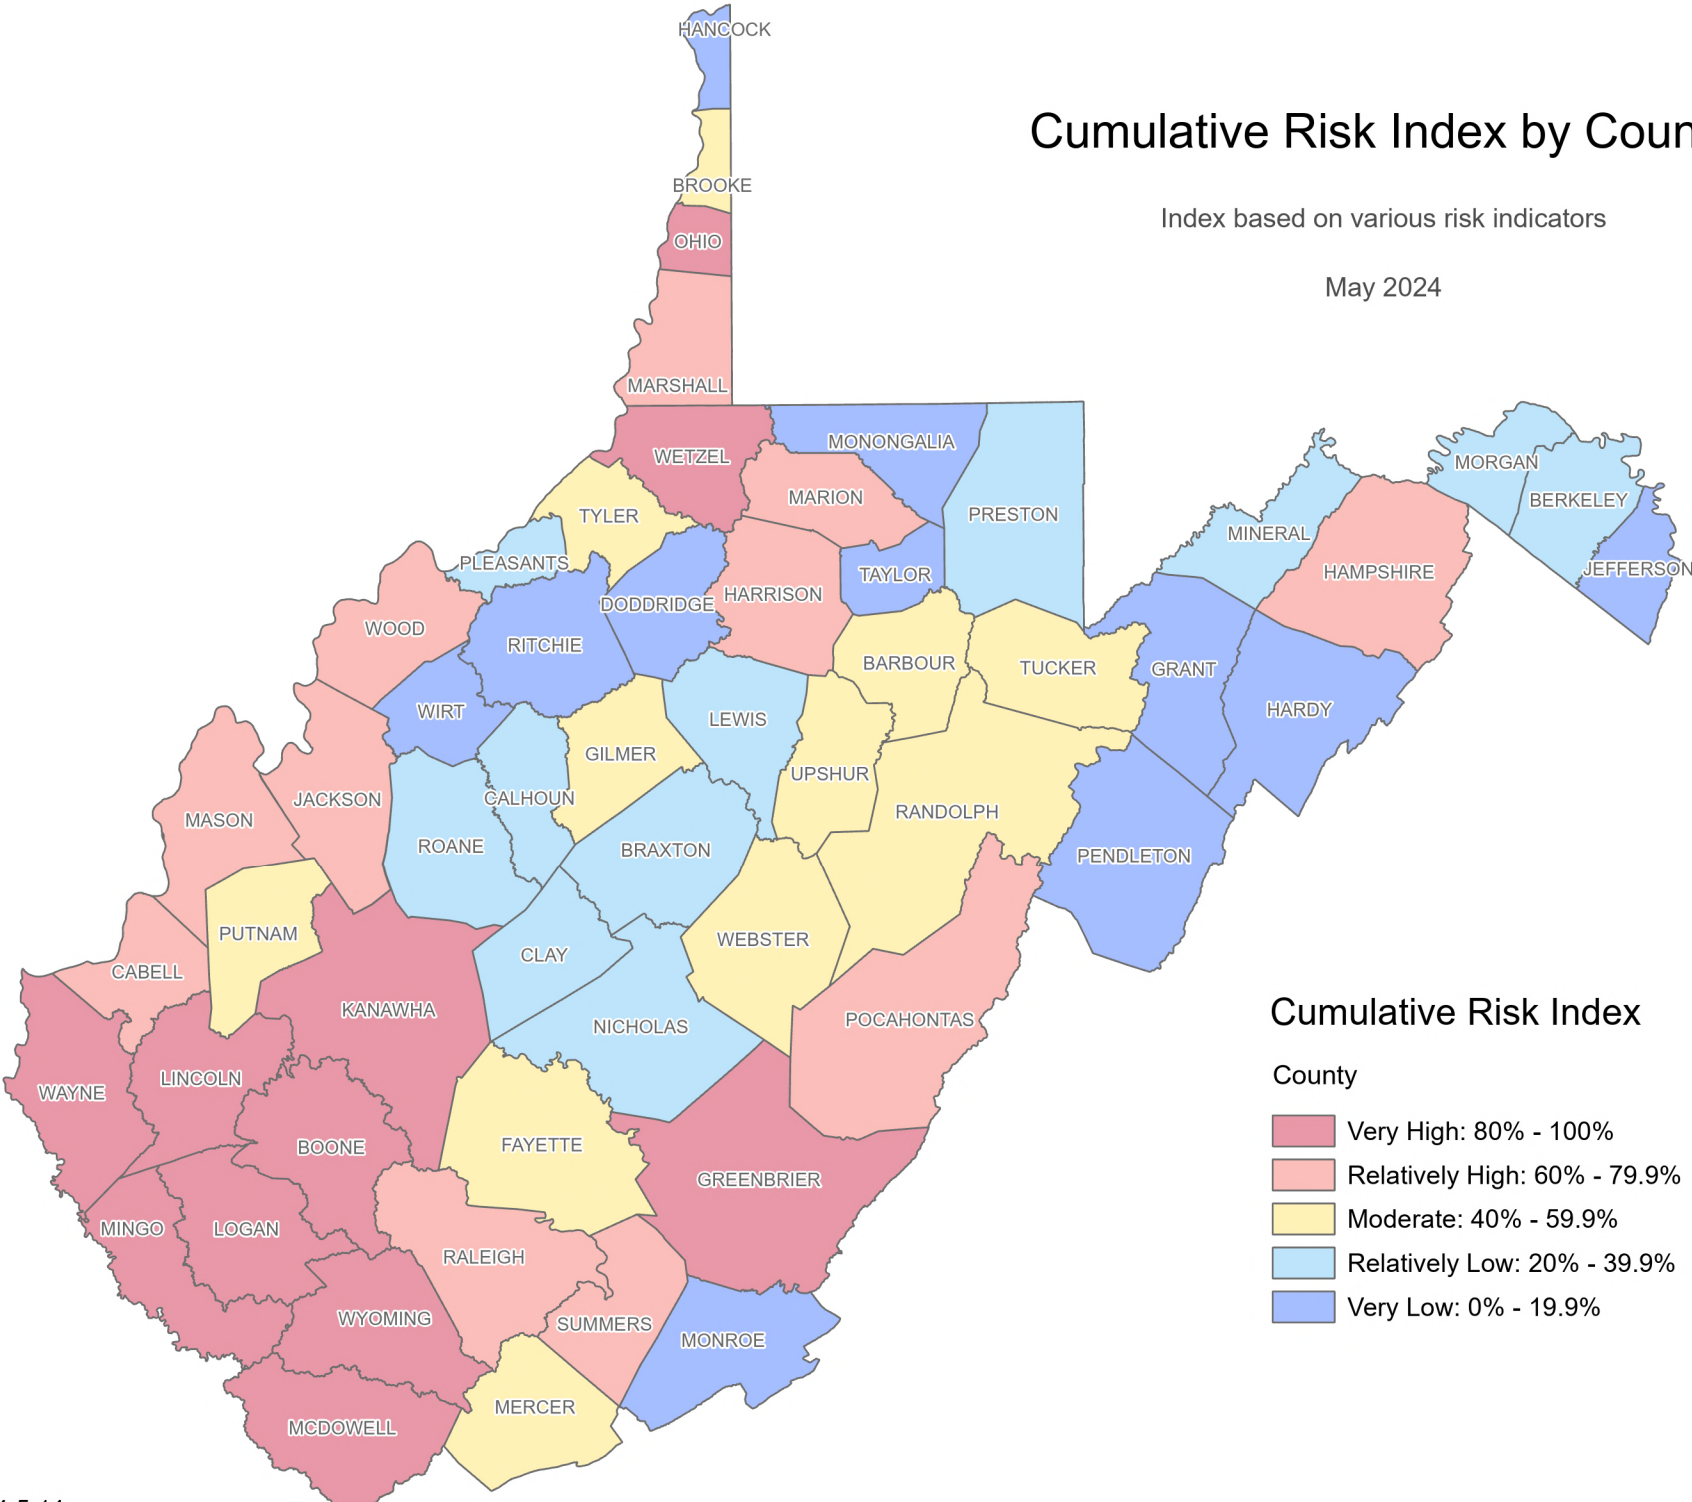 HANCOCK
Cumulative Risk Index by Coun
BROOKE
Index based on various risk indicators
OHIO
May 2024
MARSHALL
MONONGALIA
WETZEL
MORGAN
MARION
BERKELEY
TYLER
PRESTON
MINERAL
PLEASANTS
TAYLOR
HAMPSHIRE
JEFFERSON
HARRISON
DODDRIDGE
WOOD
RITCHIE
BARBOUR
TUCKER
GRANT
WIRT
HARDY
LEWIS
GILMER
UPSHUR
JACKSON
CALHOUN
RANDOLPH
MASON
ROANE
BRAXTON
PENDLETON
PUTNAM
WEBSTER
CLAY
CABELL
KANAWHA
POCAHONTAS
NICHOLAS
LINCOLN
WAYNE
BOONE
FAYETTE
GREENBRIER
MINGO
LOGAN
RALEIGH
WYOMING
SUMMERS
MONROE
MERCER
MCDOWELL
Cumulative Risk Index
County
Very High: 80% - 100%
Relatively High: 60% - 79.9%
Moderate: 40% - 59.9%
Relatively Low: 20% - 39.9%
Very Low: 0% - 19.9%